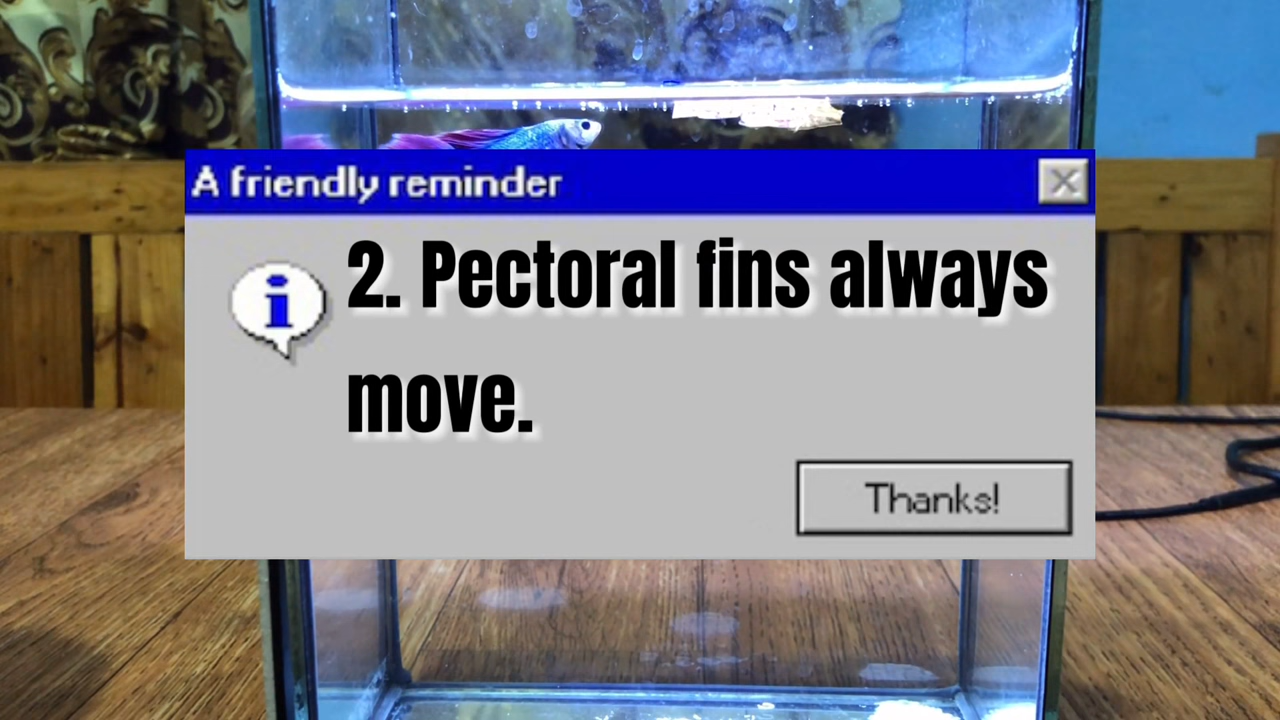 A friendly reminder
2. Pectoral fins always
move.
Thanks!